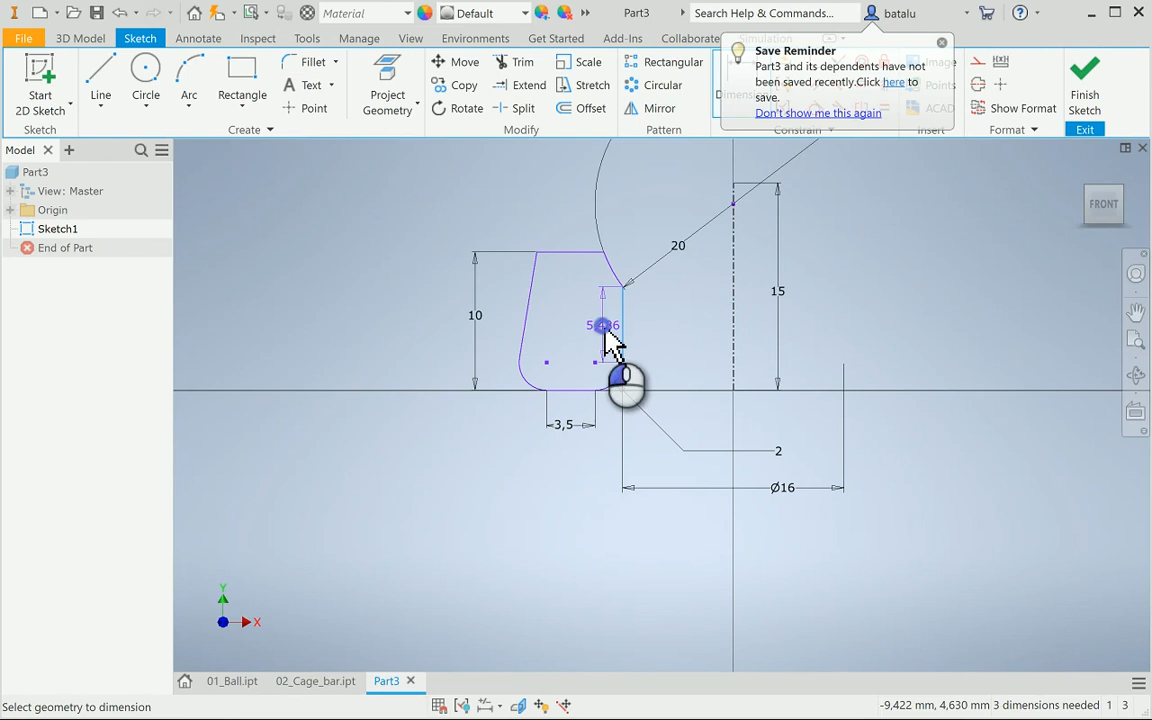 I
Material
Default
Part3
Search Help & Commands...
batalu
File
3D Model
Sketch
Annotate
Inspect
Tools
Manage
View
Environments
Get Started
Add-Ins
Collaborate
Start
2D Sketch
Line
Circle
Arc
Rectangle
Fillet
Text
Point
Project
Geometry
Move
Copy
Rotate
Trim
Extend
Split
Scale
Stretch
Offset
Rectangular
Circular
Mirror
Save Reminder
Part3 and its dependents have not
been saved recently.Click here to
save.
Don't show me this again
Image
Points
ACAD
Show Format
Finish
Sketch
Sketch
Create
Modify
Pattern
Constrain
Insert
Format
Exit
Model
Part3
View: Master
Origin
Sketch1
End of Part
FRONT
20
15
10
3,5
2
Ø16
Y
X
01_Ball.ipt
02_Cage_bar.ipt
Part3
Select geometry to dimension
-9,422 mm, 4,630 mm 3 dimensions needed 1 3